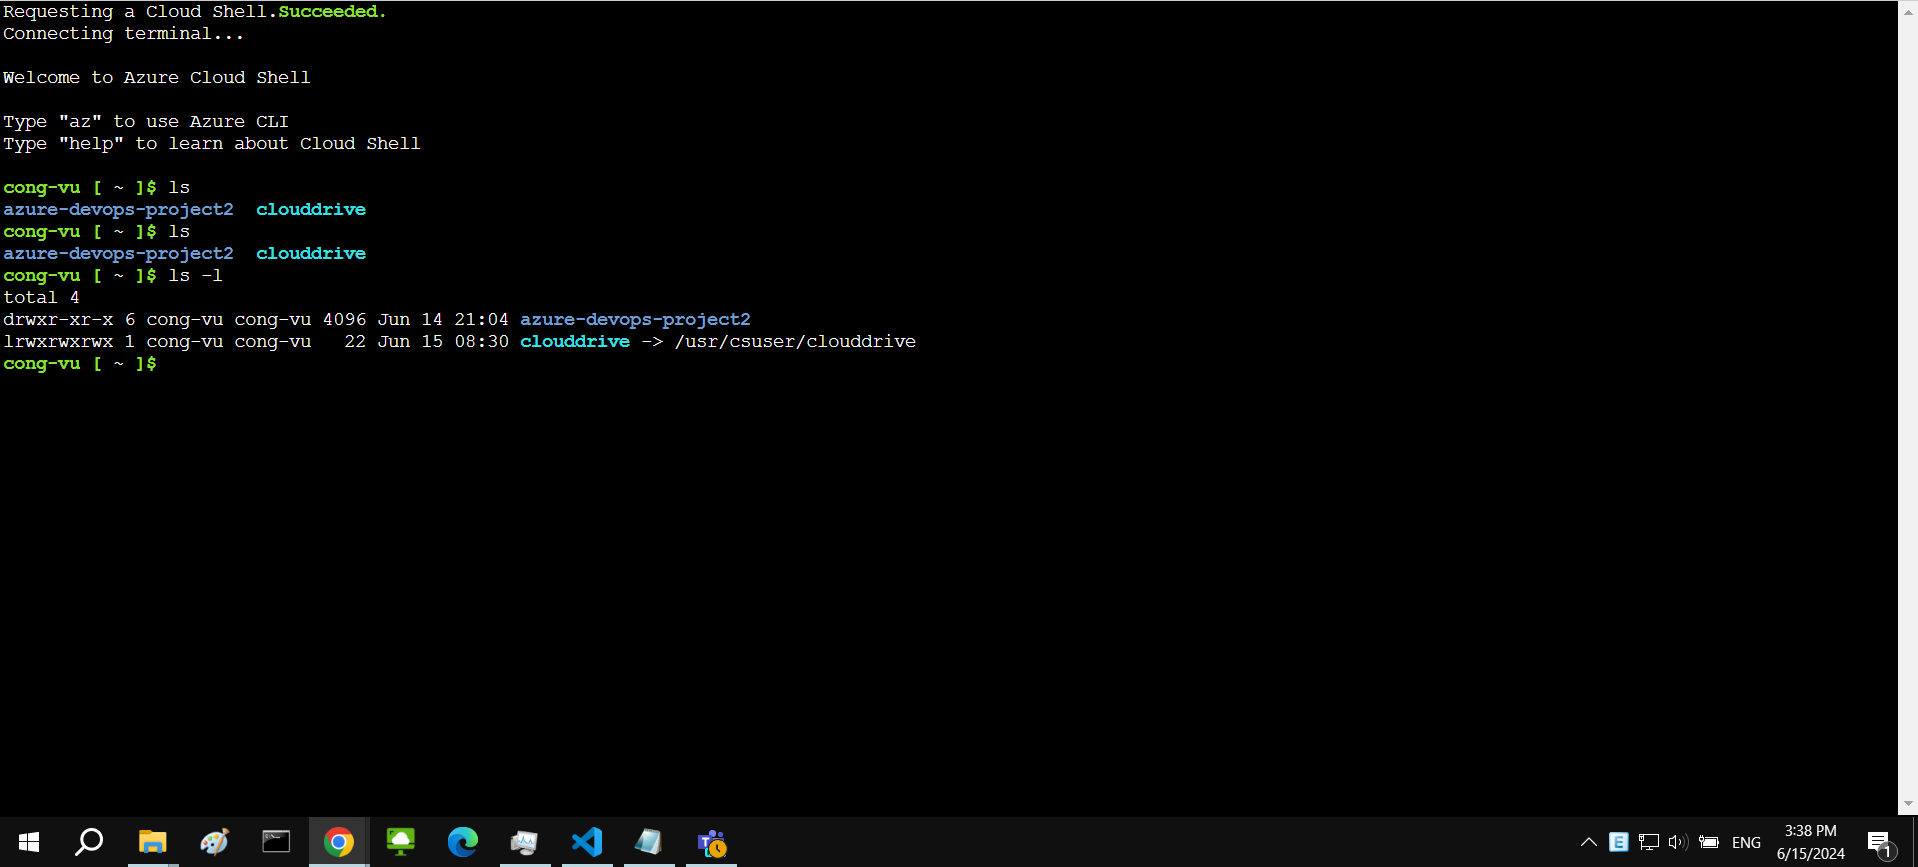 Requesting a Cloud Shell.Succeeded.
Connecting terminal...
Welcome to Azure Cloud Shell
Type "az" to use Azure CLI
Type "help" to learn about Cloud Shell
cong-vu [ ~ ]$ ls
azure-devops-project2  clouddrive
cong-vu [ ~ ]$ ls
azure-devops-project2  clouddrive
cong-vu [ ~ ]$ ls -l
total 4
drwxr-xr-x 6 cong-vu cong-vu 4096 Jun 14 21:04 azure-devops-project2
lrwxrwxrwx 1 cong-vu cong-vu   22 Jun 15 08:30 clouddrive -> /usr/csuser/clouddrive
cong-vu [ ~ ]$
T
E
ENG
3:38 PM
6/15/2024
1